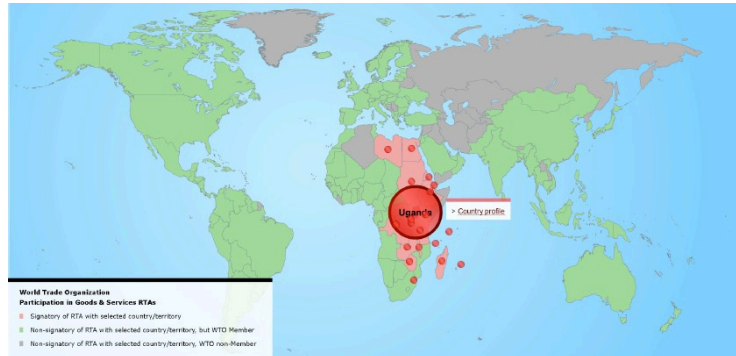 Uganda
> Country profile
World Trade Organization
Participation in Goods & Services RTAs
Signatory of RTA with selected country/territory
Non-signatory of RTA with selected country/territory, but WTO Member
Non-signatory of RTA with selected country/territory, WTO non-Member